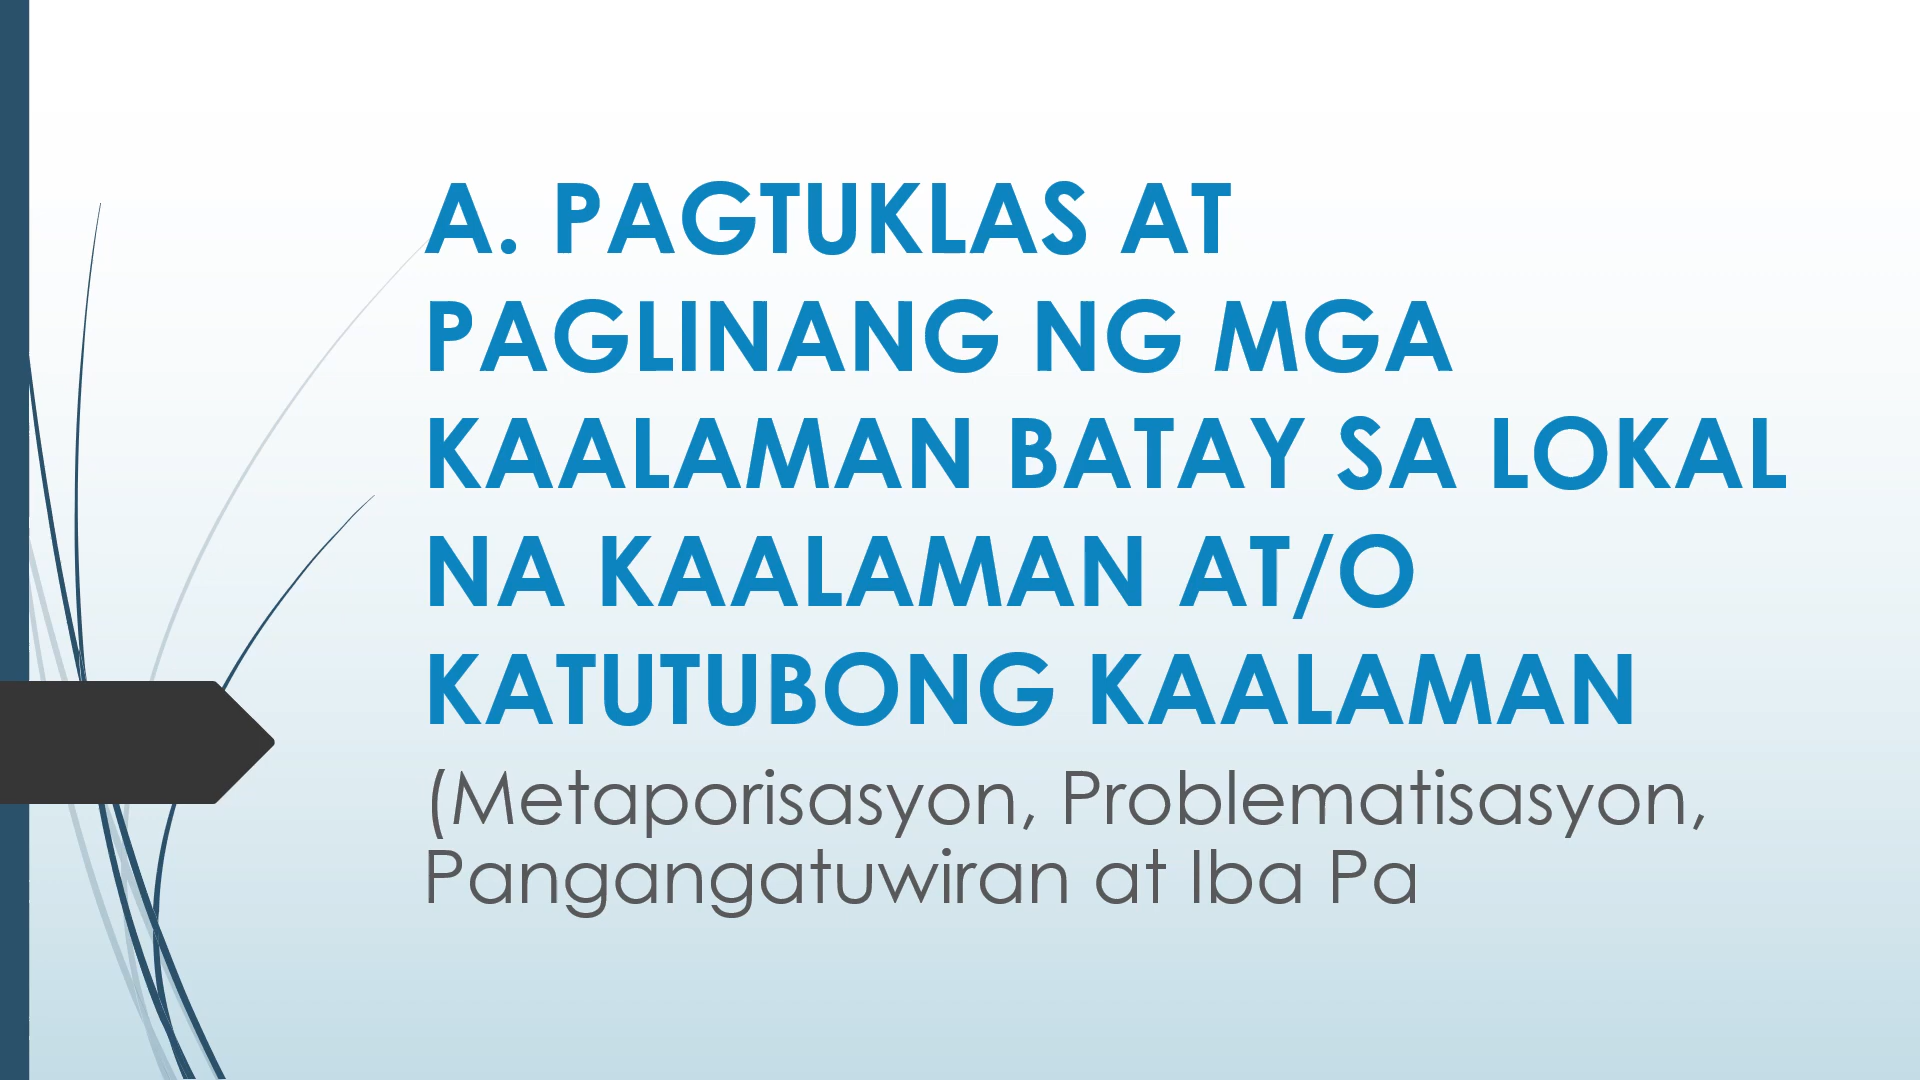 A. PAGTUKLAS AT
PAGLINANG NG MGA
KAALAMAN BATAY SA LOKAL
NA KAALAMAN AT/O
KATUTUBONG KAALAMAN
(Metaporisasyon, Problematisasyon,
Pangangatuwiran at Iba Pa